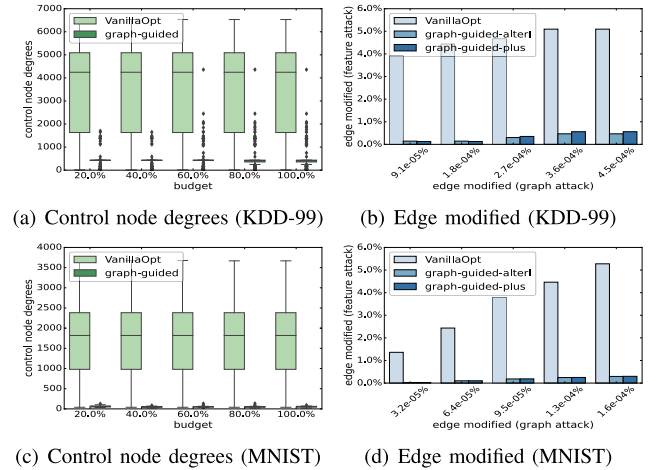 7000
6000
5000
4000
3000
2000
1000
0
control node degrees
VanillaOpt
graph-guided
20.0% 40.0% 60.0% 80.0% 100.0%
budget
(a) Control node degrees (KDD-99)
6.0%
5.0%
4.0%
3.0%
2.0%
1.0%
0.0%
edge modified (feature attack)
VanillaOpt
graph-guided-alterI
graph-guided-plus
9.1e-05% 1.8e-04% 2.7e-04% 3.6e-04% 4.5e-04%
edge modified (graph attack)
(b) Edge modified (KDD-99)
4000
3500
3000
2500
2000
1500
1000
500
0
control node degrees
VanillaOpt
graph-guided
20.0% 40.0% 60.0% 80.0% 100.0%
budget
(c) Control node degrees (MNIST)
6.0%
5.0%
4.0%
3.0%
2.0%
1.0%
0.0%
edge modified (feature attack)
VanillaOpt
graph-guided-alterI
graph-guided-plus
3.2e-05% 6.4e-05% 9.5e-05% 1.3e-04% 1.6e-04%
edge modified (graph attack)
(d) Edge modified (MNIST)